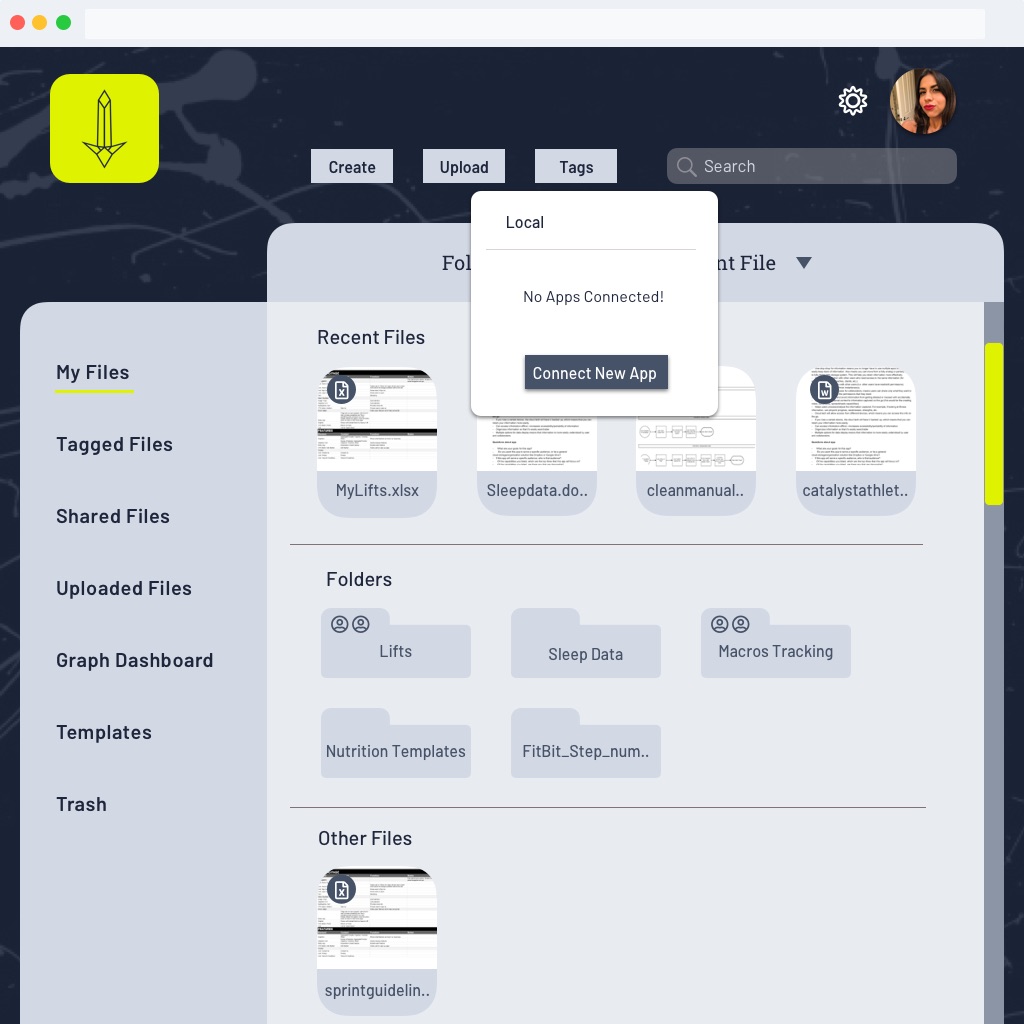 Create
Upload
Tags
Search
Local
No Apps Connected!
Connect New App
Fol
nt File
My Files
Tagged Files
Shared Files
Uploaded Files
Graph Dashboard
Templates
Trash
Recent Files
MyLifts.xlsx
Sleepdata.do..
cleanmanual..
catalystathlet..
Folders
Lifts
Sleep Data
Macros Tracking
Nutrition Templates
FitBit_Step_num..
Other Files
sprintguidelin..